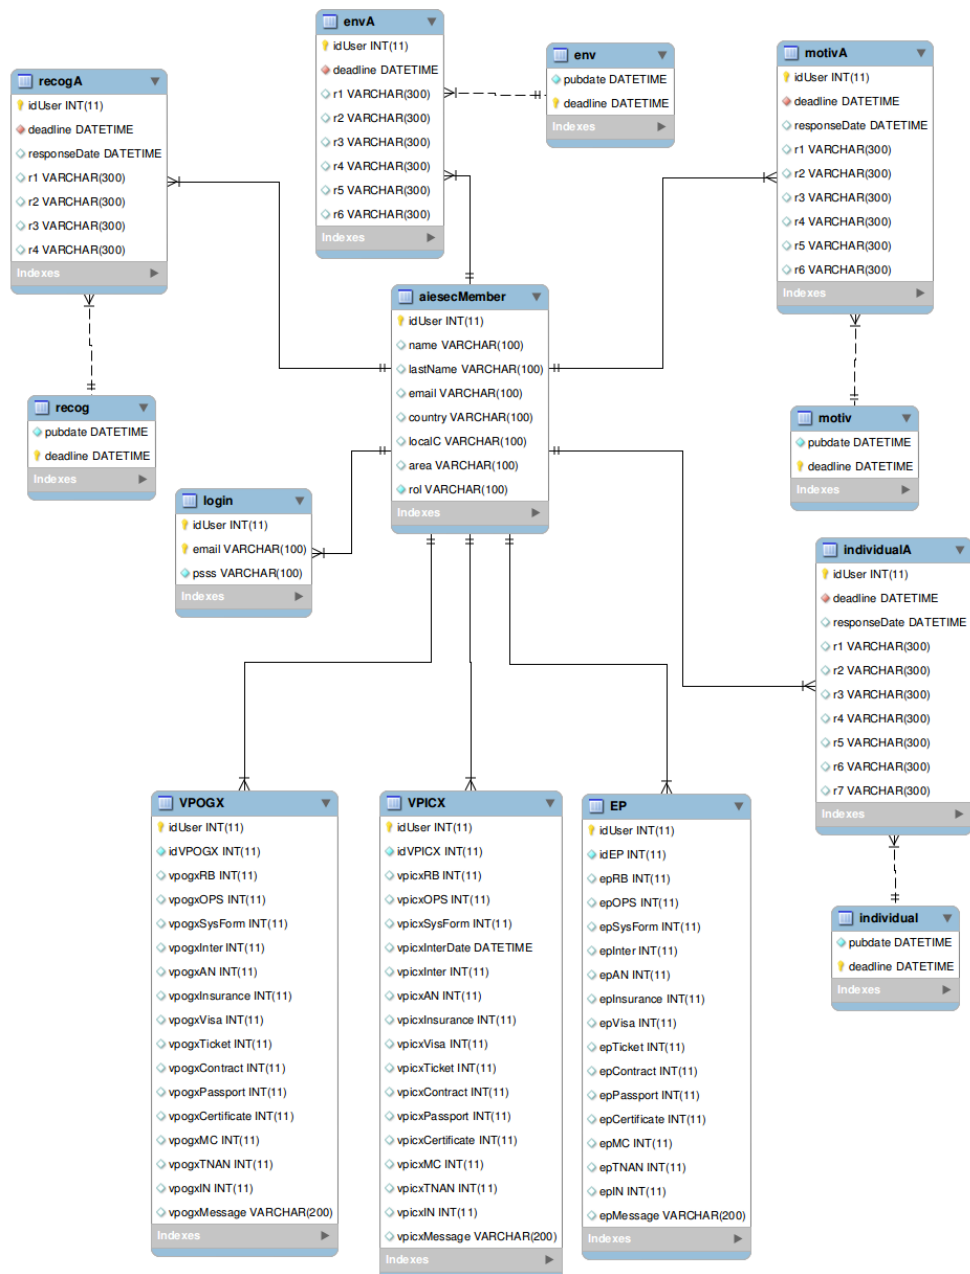 envA
idUser INT(11)
deadline DATETIME
r1 VARCHAR(300)
r2 VARCHAR(300)
r3 VARCHAR(300)
r4 VARCHAR(300)
r5 VARCHAR(300)
r6 VARCHAR(300)
Indexes
env
pubdate DATETIME
deadline DATETIME
Indexes
motivA
idUser INT(11)
deadline DATETIME
responseDate DATETIME
r1 VARCHAR(300)
r2 VARCHAR(300)
r3 VARCHAR(300)
r4 VARCHAR(300)
r5 VARCHAR(300)
r6 VARCHAR(300)
Indexes
recogA
idUser INT(11)
deadline DATETIME
responseDate DATETIME
r1 VARCHAR(300)
r2 VARCHAR(300)
r3 VARCHAR(300)
r4 VARCHAR(300)
Indexes
aiesecMember
idUser INT(11)
name VARCHAR(100)
lastName VARCHAR(100)
email VARCHAR(100)
country VARCHAR(100)
localC VARCHAR(100)
area VARCHAR(100)
rol VARCHAR(100)
Indexes
recog
pubdate DATETIME
deadline DATETIME
Indexes
motiv
pubdate DATETIME
deadline DATETIME
Indexes
login
idUser INT(11)
email VARCHAR(100)
psss VARCHAR(100)
Indexes
individualA
idUser INT(11)
deadline DATETIME
responseDate DATETIME
r1 VARCHAR(300)
r2 VARCHAR(300)
r3 VARCHAR(300)
r4 VARCHAR(300)
r5 VARCHAR(300)
r6 VARCHAR(300)
r7 VARCHAR(300)
Indexes
VPOGX
idUser INT(11)
idVPOGX INT(11)
vpogxRB INT(11)
vpogxOPS INT(11)
vpogxSysForm INT(11)
vpogxInter INT(11)
vpogxAN INT(11)
vpogxInsurance INT(11)
vpogxVisa INT(11)
vpogxTicket INT(11)
vpogxContract INT(11)
vpogxPassport INT(11)
vpogxCertificate INT(11)
vpogxMC INT(11)
vpogxTNAN INT(11)
vpogxIN INT(11)
vpogxMessage VARCHAR(200)
Indexes
VPICX
idUser INT(11)
idVPICX INT(11)
vpicxRB INT(11)
vpicxOPS INT(11)
vpicxSysForm INT(11)
vpicxInterDate DATETIME
vpicxInter INT(11)
vpicxAN INT(11)
vpicxInsurance INT(11)
vpicxVisa INT(11)
vpicxTicket INT(11)
vpicxContract INT(11)
vpicxPassport INT(11)
vpicxCertificate INT(11)
vpicxMC INT(11)
vpicxTNAN INT(11)
vpicxIN INT(11)
vpicxMessage VARCHAR(200)
Indexes
EP
idUser INT(11)
idEP INT(11)
epRB INT(11)
epOPS INT(11)
epSysForm INT(11)
epInter INT(11)
epAN INT(11)
epInsurance INT(11)
epVisa INT(11)
epTicket INT(11)
epContract INT(11)
epPassport INT(11)
epCertificate INT(11)
epMC INT(11)
epTNAN INT(11)
epIN INT(11)
epMessage VARCHAR(200)
Indexes
individual
pubdate DATETIME
deadline DATETIME
Indexes